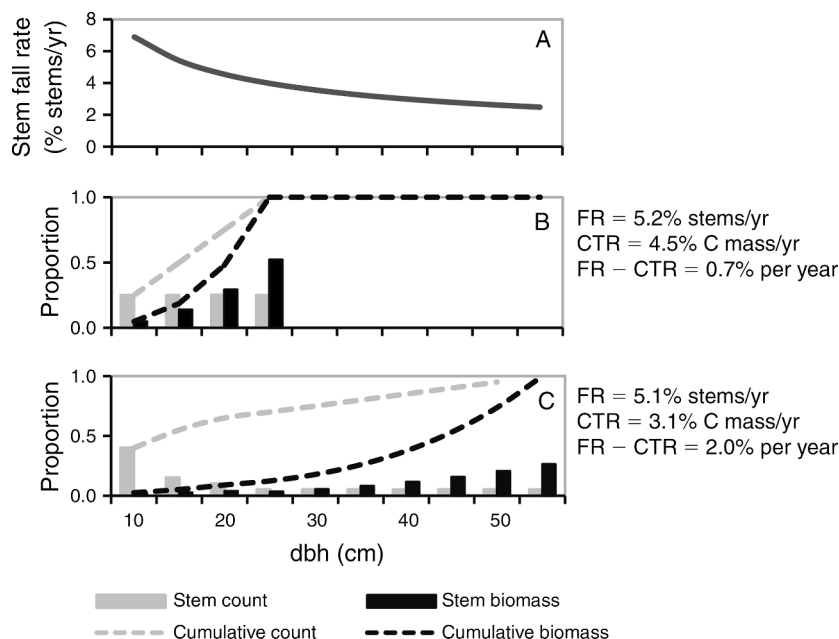 Stem fall rate
(% stems/yr)
8
6
4
2
0
A
Proportion
1.0
0.5
0.0
B
FR = 5.2% stems/yr
CTR = 4.5% C mass/yr
FR − CTR = 0.7% per year
Proportion
1.0
0.5
0.0
C
FR = 5.1% stems/yr
CTR = 3.1% C mass/yr
FR − CTR = 2.0% per year
10 20 30 40 50
dbh (cm)
Stem count Stem biomass
Cumulative count Cumulative biomass